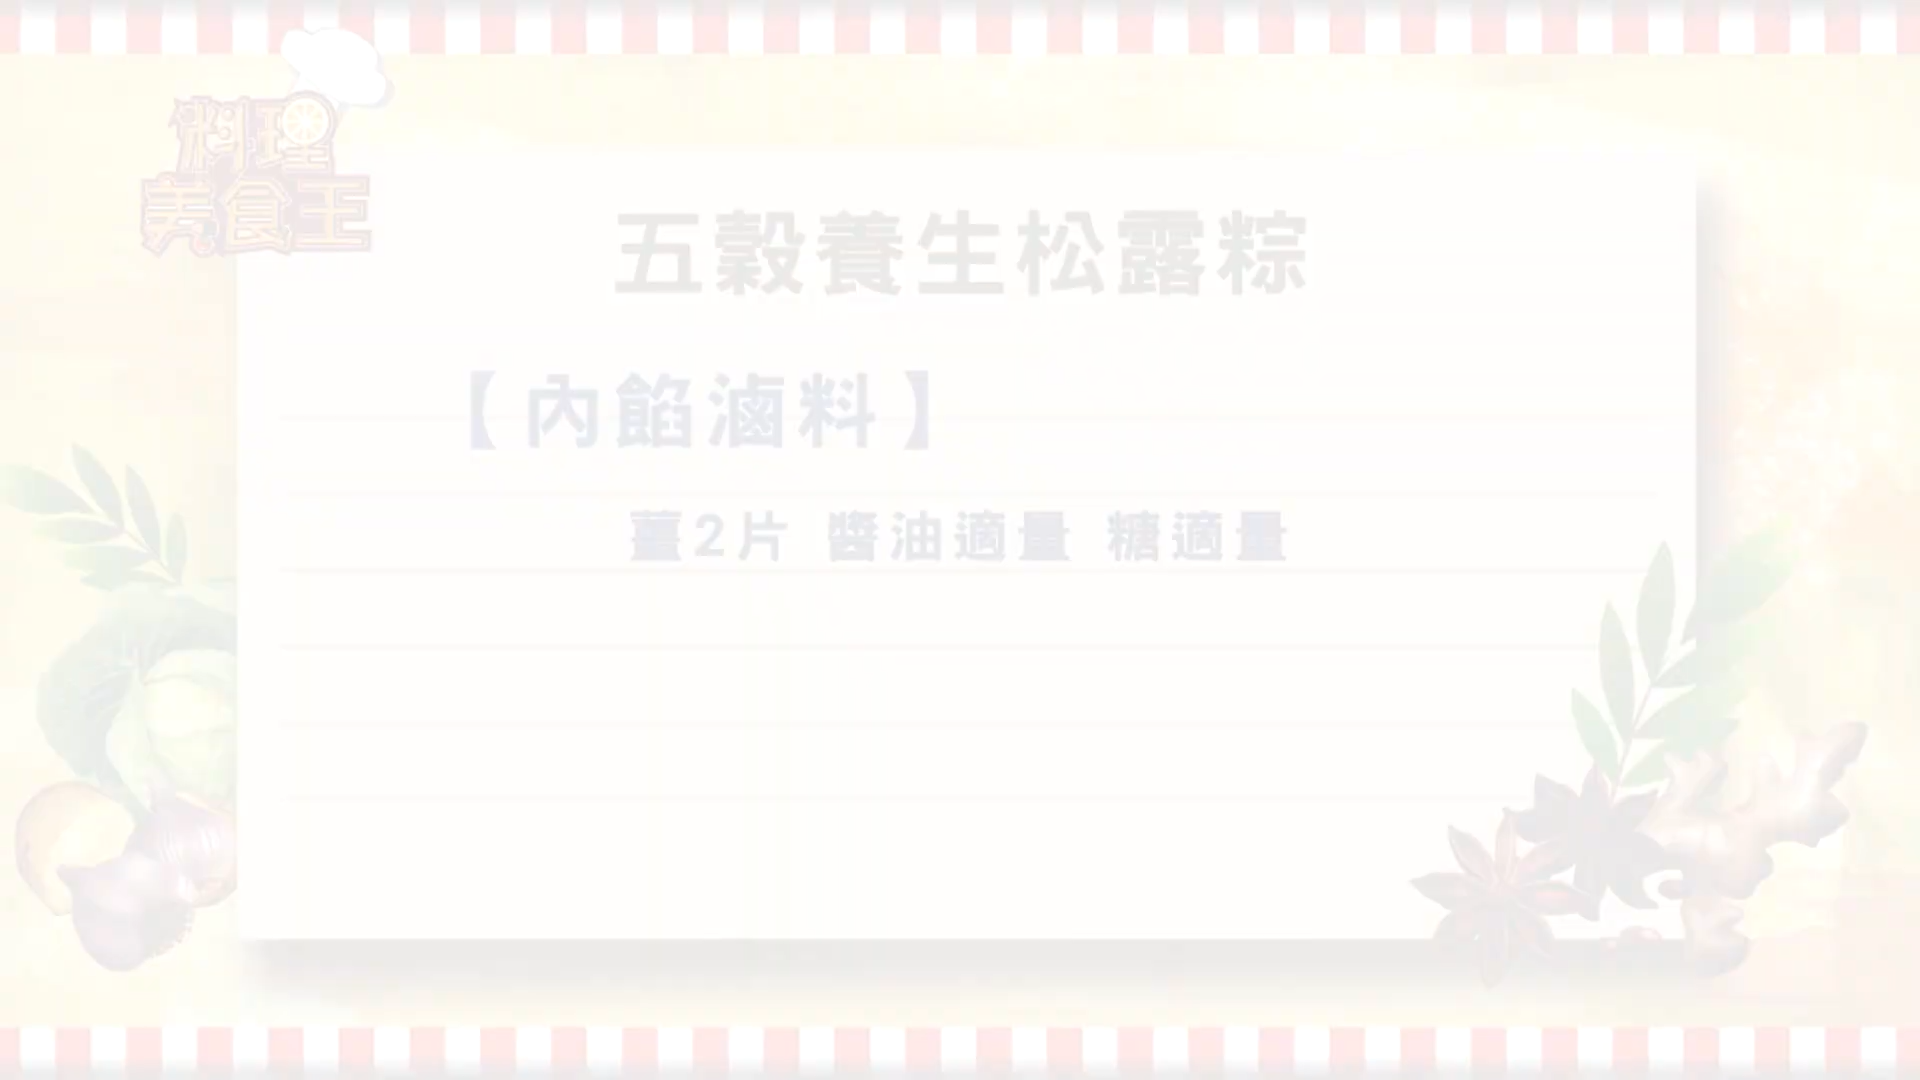 料理
美食王
五穀養生松露粽
【內餡滷料】
薑2片 醬油適量 糖適量